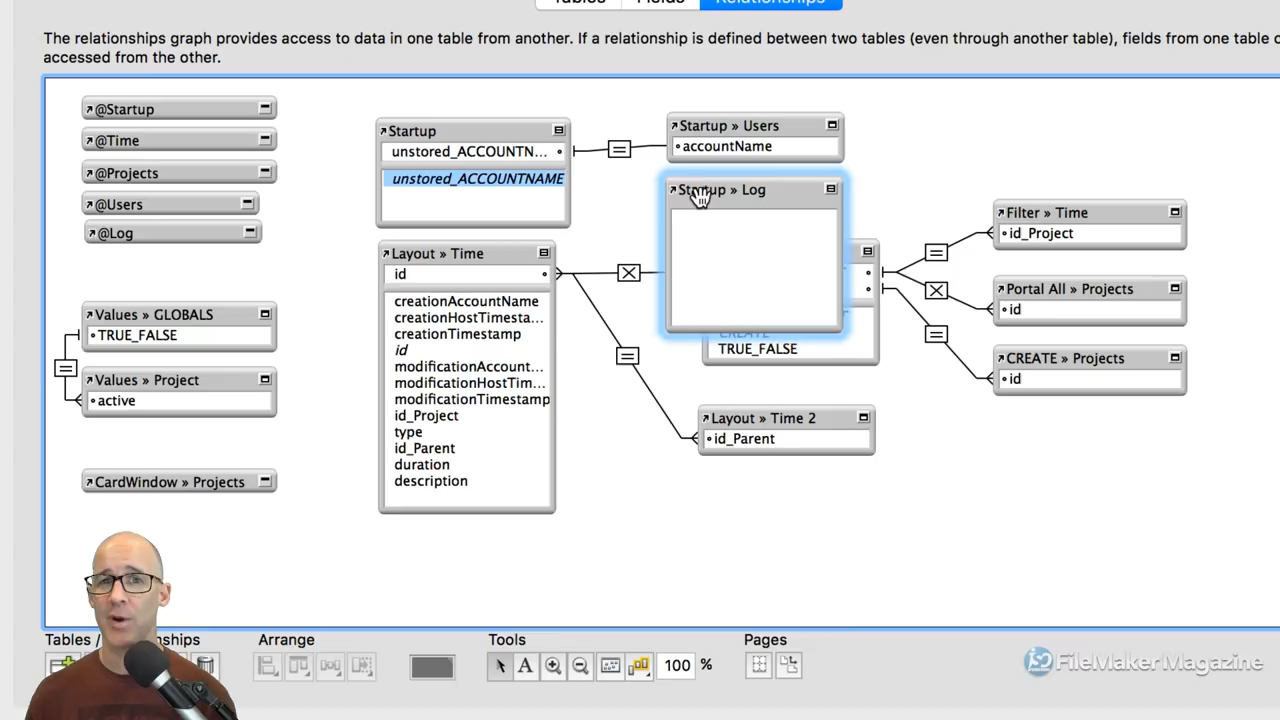 Relationships
The relationships graph provides access to data in one table from another. If a relationship is defined between two tables (even through another table), fields from one table
accessed from the other.
@Startup
@Time
@Projects
@Users
@Log
Values » GLOBALS
TRUE_FALSE
Values » Project
active
CardWindow » Projects
Startup
unstored_ACCOUNTN...
unstored_ACCOUNTNAME
Layout » Time
id
creationAccountName
creationHostTimesta...
creationTimestamp
id
modificationAccount...
modificationHostTim...
modificationTimestamp
id_Project
type
id_Parent
duration
description
Startup » Users
accountName
Startup » Log
CREATE
TRUE_FALSE
Layout » Time 2
id_Parent
Filter » Time
id_Project
Portal All » Projects
id
CREATE » Projects
id
Tables /
Arrange
Tools
Pages
A
100 %
FileMaker Magazine